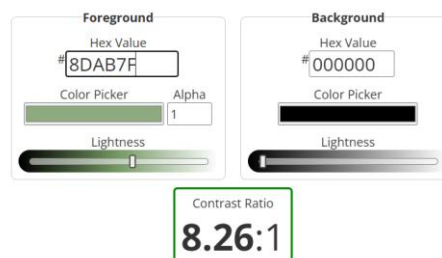 Foreground
Hex Value
#8DAB7F
Color Picker Alpha
1
Lightness
Background
Hex Value
#000000
Color Picker
Lightness
Contrast Ratio
8.26:1